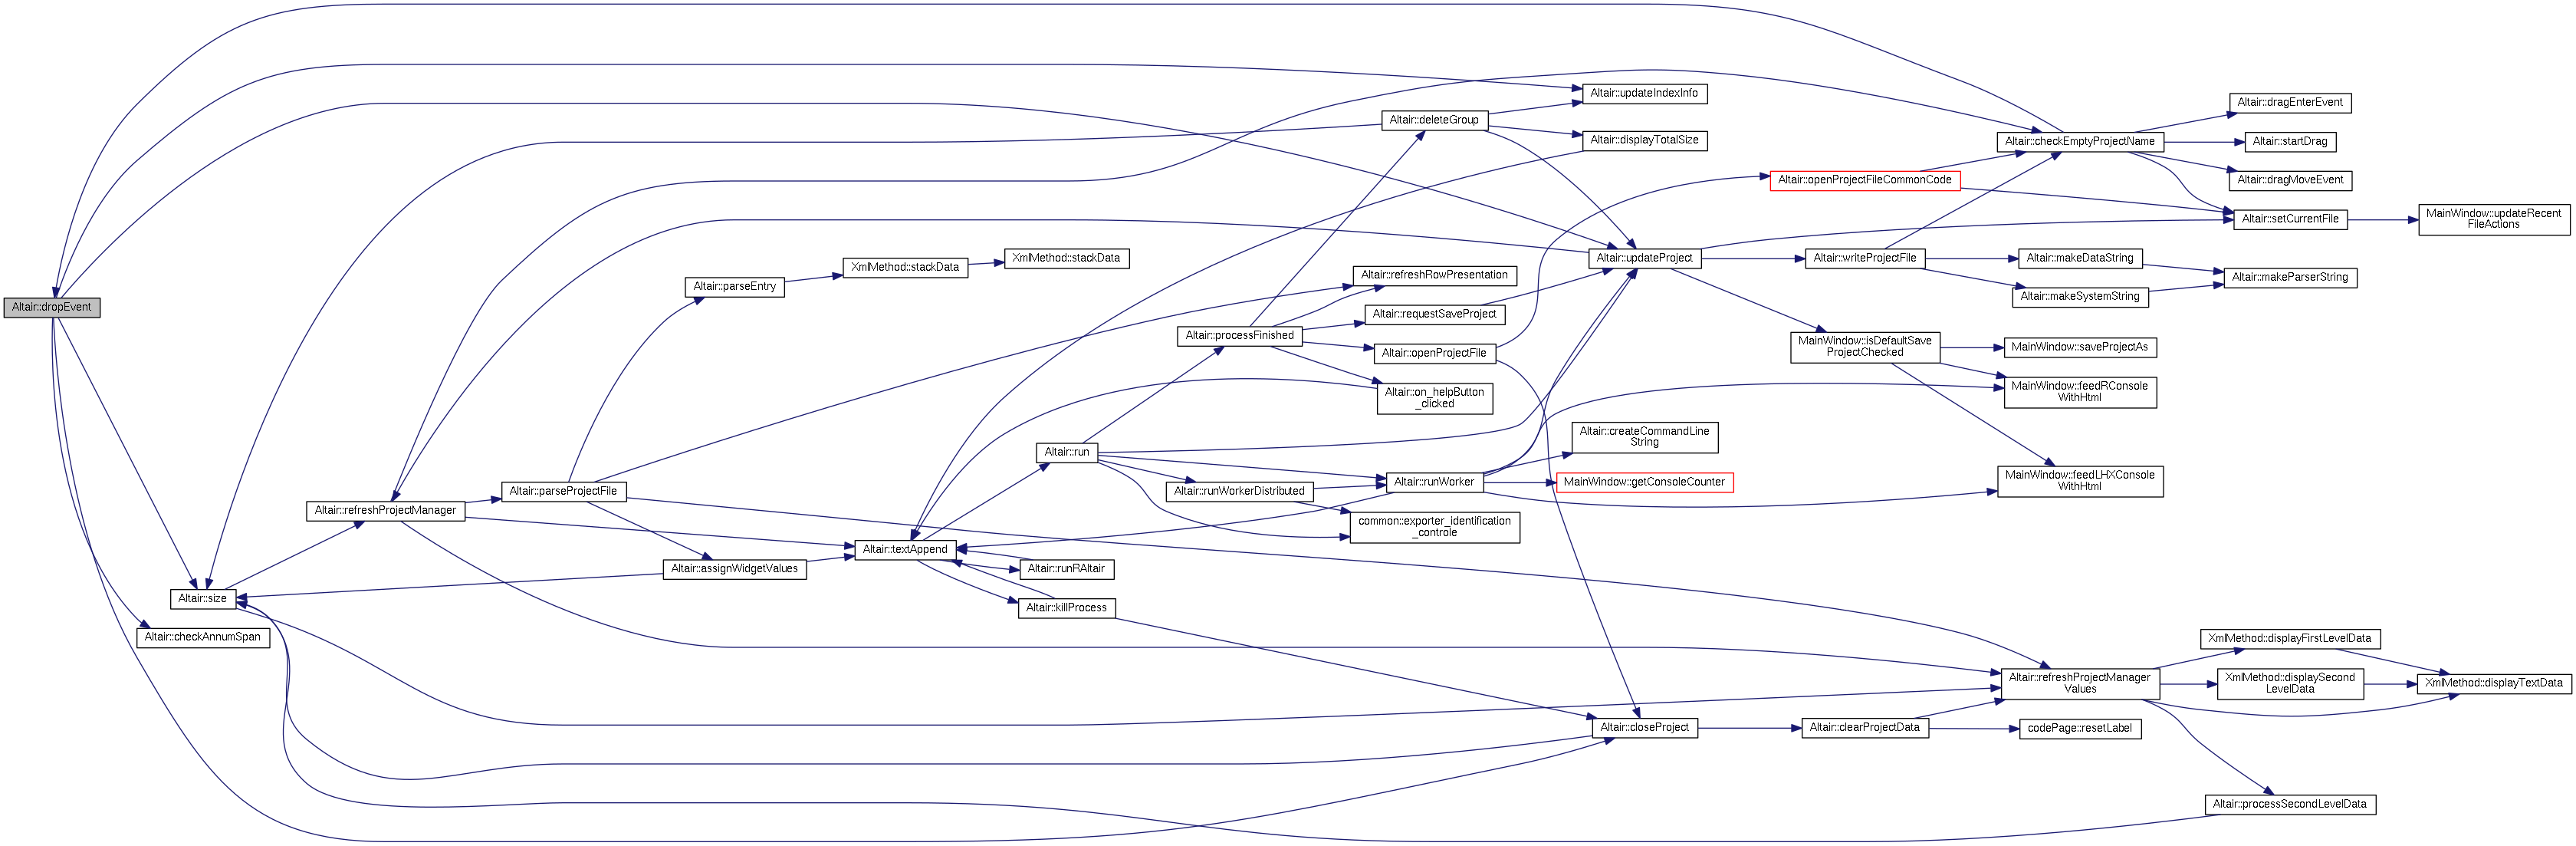 Altair::dropEvent
Altair::size
Altair::checkAnnumSpan
Altair::refreshProjectManager
Altair::parseProjectFile
Altair::parseEntry
Altair::assignWidgetValues
XmlMethod::stackData
XmlMethod::stackData
Altair::textAppend
Altair::run
Altair::runRAltair
Altair::killProcess
Altair::processFinished
Altair::runWorkerDistributed
Altair::deleteGroup
Altair::refreshRowPresentation
Altair::requestSaveProject
Altair::openProjectFile
Altair::on_helpButton
_clicked
Altair::runWorker
common::exporter_identification
_controle
Altair::updateIndexInfo
Altair::displayTotalSize
Altair::updateProject
Altair::createCommandLine
String
MainWindow::getConsoleCounter
Altair::closeProject
Altair::openProjectFileCommonCode
Altair::writeProjectFile
MainWindow::isDefaultSave
ProjectChecked
Altair::clearProjectData
Altair::checkEmptyProjectName
Altair::makeDataString
Altair::makeSystemString
MainWindow::saveProjectAs
MainWindow::feedRConsole
WithHtml
MainWindow::feedLHXConsole
WithHtml
Altair::refreshProjectManager
Values
codePage::resetLabel
Altair::dragEnterEvent
Altair::startDrag
Altair::dragMoveEvent
Altair::setCurrentFile
Altair::makeParserString
XmlMethod::displayFirstLevelData
XmlMethod::displaySecond
LevelData
Altair::processSecondLevelData
MainWindow::updateRecent
FileActions
XmlMethod::displayTextData